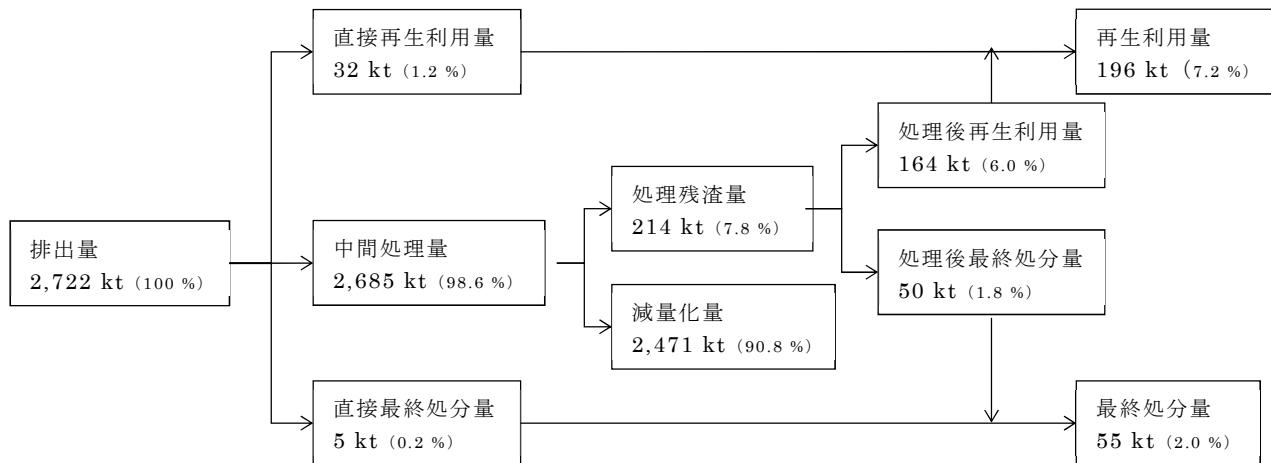 直接再生利用量
32 kt (1.2 %)
再生利用量
196 kt (7.2 %)
処理後再生利用量
164 kt (6.0 %)
処理残渣量
214 kt (7.8 %)
排出量
2,722 kt (100 %)
中間処理量
2,685 kt (98.6 %)
処理後最終処分量
50 kt (1.8 %)
減量化量
2,471 kt (90.8 %)
直接最終処分量
5 kt (0.2 %)
最終処分量
55 kt (2.0 %)